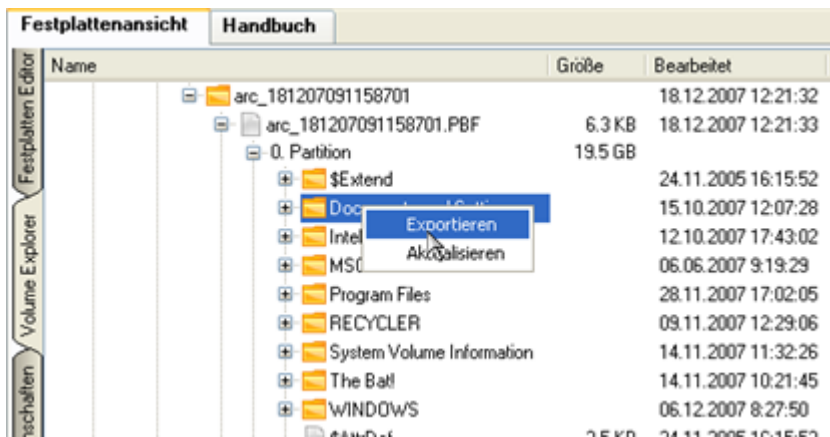 Festplattenansicht Handbuch
Name Größe Bearbeitet
arc_181207091158701 18.12.2007 12:21:32
arc_181207091158701.PBF 6.3 KB 18.12.2007 12:21:33
0. Partition 19.5 GB
$Extend 24.11.2005 16:15:52
15.10.2007 12:07:28
Exportieren
12.10.2007 17:43:02
Aktualisieren
06.06.2007 9:19:29
Program Files 28.11.2007 17:02:05
RECYCLER 09.11.2007 12:29:06
System Volume Information 14.11.2007 11:32:26
The Bat! 14.11.2007 10:21:45
WINDOWS 06.12.2007 8:27:50
Festplatten Editor
Volume Explorer